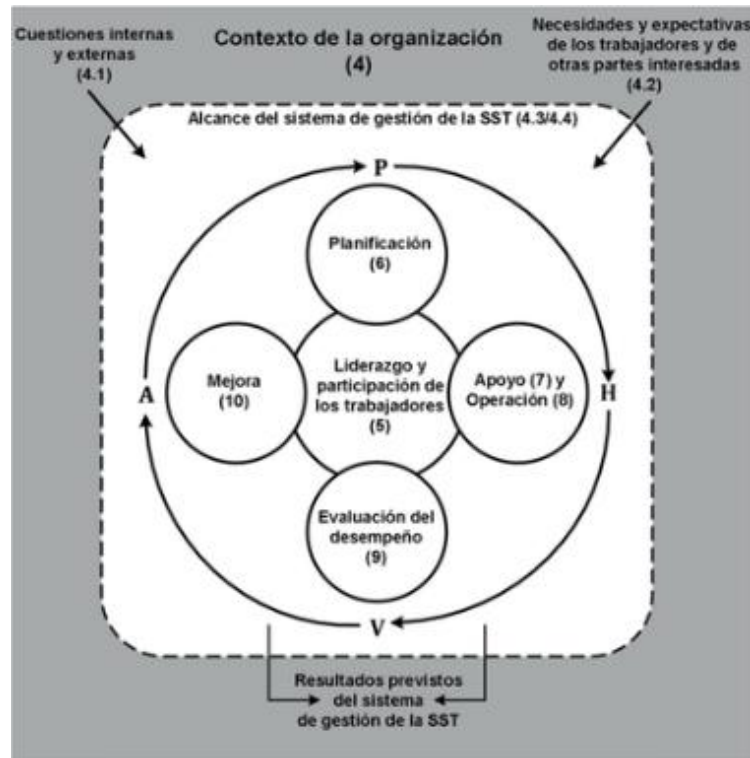 Cuestiones internas
y externas
(4.1)
Contexto de la organización
(4)
Necesidades y expectativas
de los trabajadores y de
otras partes interesadas
(4.2)
Alcance del sistema de gestión de la SST (4.3/4.4)
P
Planificación
(6)
A
Mejora
(10)
Liderazgo y
participación de
los trabajadores
(5)
Apoyo (7) y
Operación (8)
H
Evaluación del
desempeño
(9)
V
Resultados previstos
del sistema
de gestión de la SST